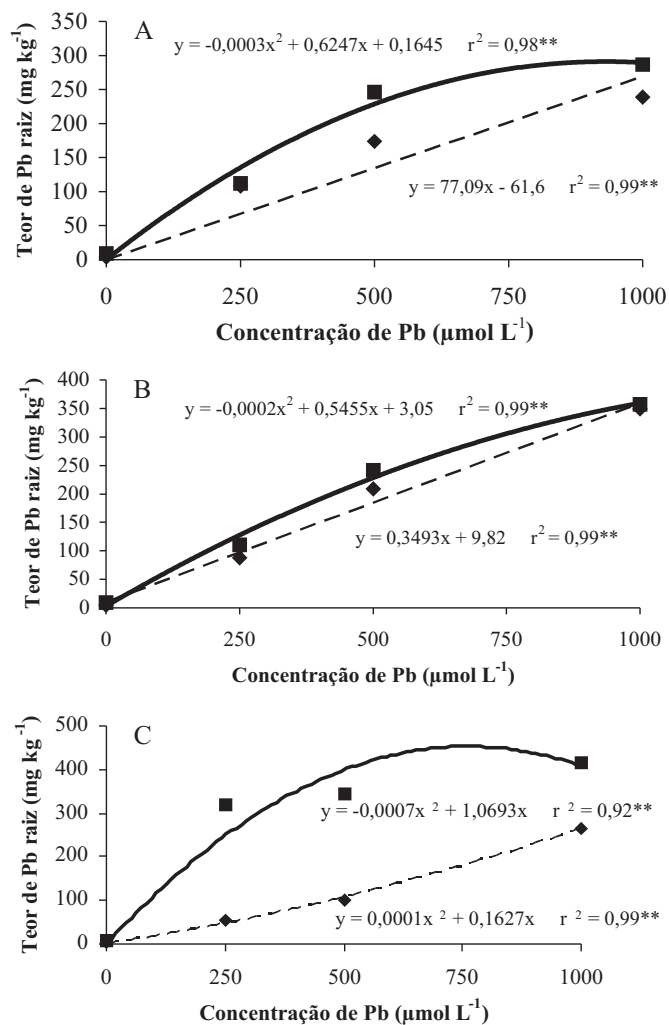 A
y = -0,0003x² + 0,6247x + 0,1645 r² = 0,98**
Teor de Pb raiz (mg kg⁻¹)
350
300
250
200
150
100
50
0
y = 77,09x - 61,6 r² = 0,99**
0 250 500 750 1000
Concentração de Pb (µmol L⁻¹)
B
y = -0,0002x² + 0,5455x + 3,05 r² = 0,99**
Teor de Pb raiz (mg kg⁻¹)
400
350
300
250
200
150
100
50
0
y = 0,3493x + 9,82 r² = 0,99**
0 250 500 750 1000
Concentração de Pb (µmol L⁻¹)
C
Teor de Pb raiz (mg kg⁻¹)
500
400
300
200
100
0
y = -0,0007x ² + 1,0693x r ² = 0,92**
y = 0,0001x ² + 0,1627x r ² = 0,99**
0 250 500 750 1000
Concentração de Pb (µmol L⁻¹)